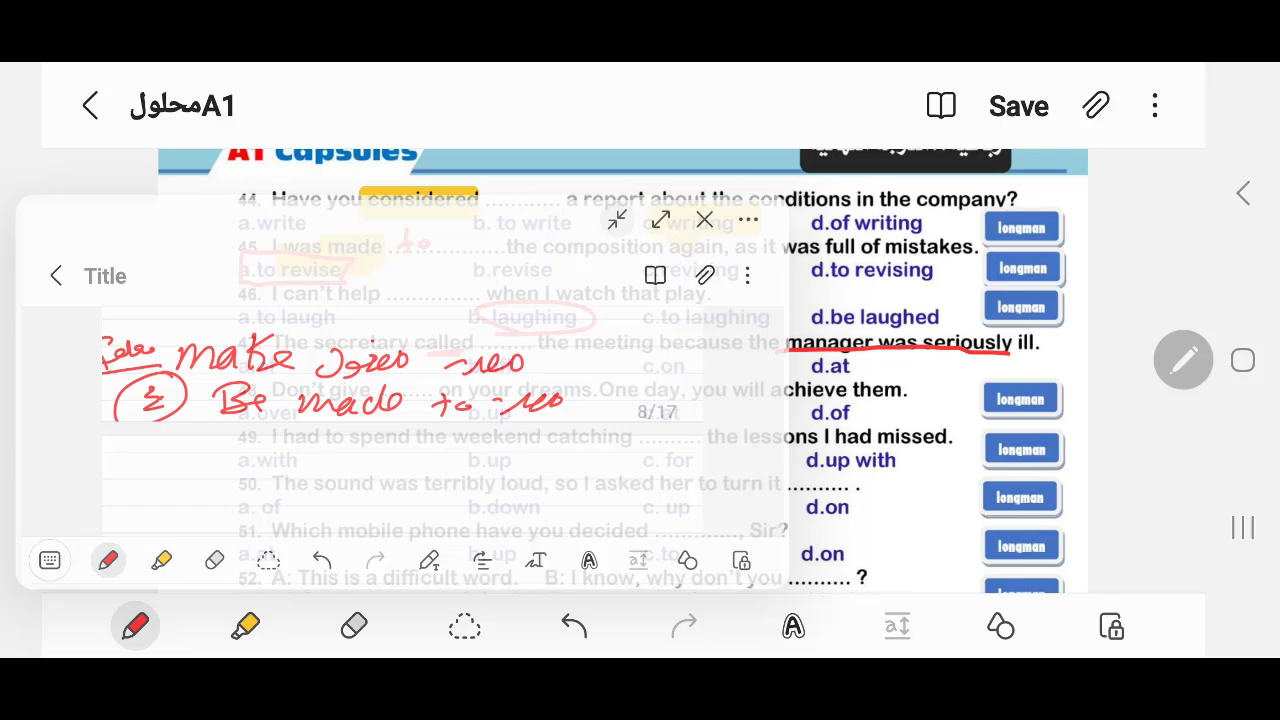 محلولA1
Save
A1 Capsules
44. Have you considered ............ a report about the conditions in the company?
a.write b. to write c. writing d.of writing
longman
45. I was made to ................the composition again, as it was full of mistakes.
a.to revise b.revise d.to revising
longman
46. I can't help ............... when I watch that play.
a.to laugh b. laughing c.to laughing d.be laughed
longman
The secretary called ......... the meeting because the manager was seriously ill.
c.on d.at
Don't give ......... on your dreams.One day, you will achieve them.
a.over b.up d.of
longman
49. I had to spend the weekend catching ......... the lessons I had missed.
a.with b.up c. for d.up with
longman
50. The sound was terribly loud, so I asked her to turn it .......... .
a. of b.down c. up d.on
longman
51. Which mobile phone have you decided ............, Sir?
b.up c.to d.on
longman
52. A: This is a difficult word. B: I know, why don't you .......... ?
Title
make
Be made to
8/17